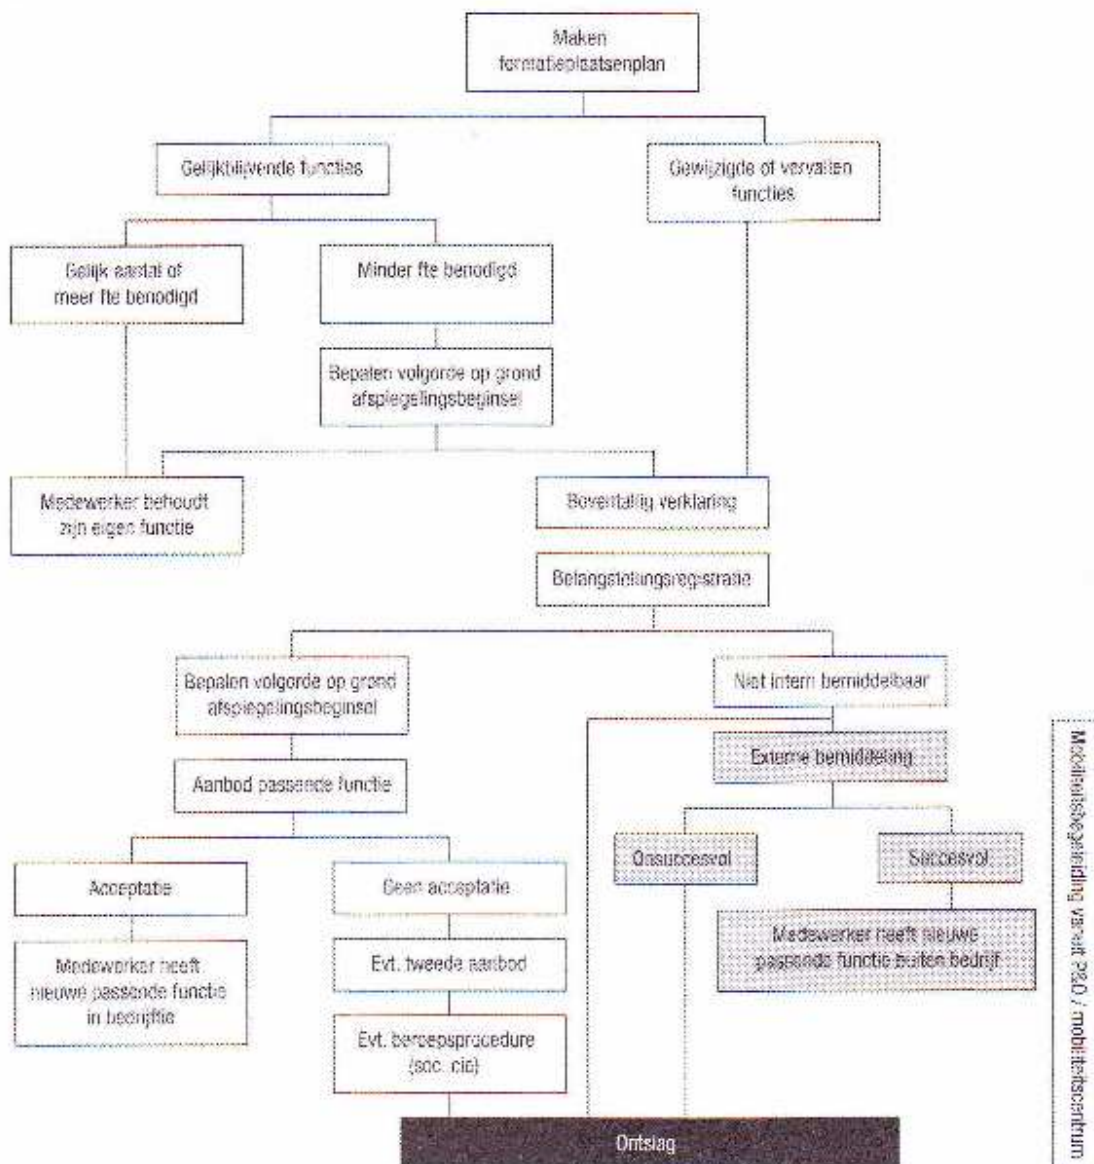 Maken
formatieplaatsenplan
Gelijkblijvende functies
Gewijzigde of vervallen
functies
Gelijk aantal of
meer fte benodigd
Minder fte benodigd
Bepalen volgorde op grond
afspiegelingsbeginsel
Medewerker behoudt
zijn eigen functie
Boventallig verklaring
Belangstellingsregistratie
Bepalen volgorde op grond
afspiegelingsbeginsel
Niet intern bemiddelbaar
Externe bemiddeling
Aanbod passende functie
Onsuccesvol
Succesvol
Acceptatie
Geen acceptatie
Medewerker heeft nieuwe
passende functie buiten bedrijf
Medewerker heeft
nieuwe passende functie
in bedrijftie
Evt. tweede aanbod
Evt. beroepsprocedure
(soc. cie)
Ontslag
Mobiliteitsbegeleiding vanuit P&O / mobiliteitscentrum